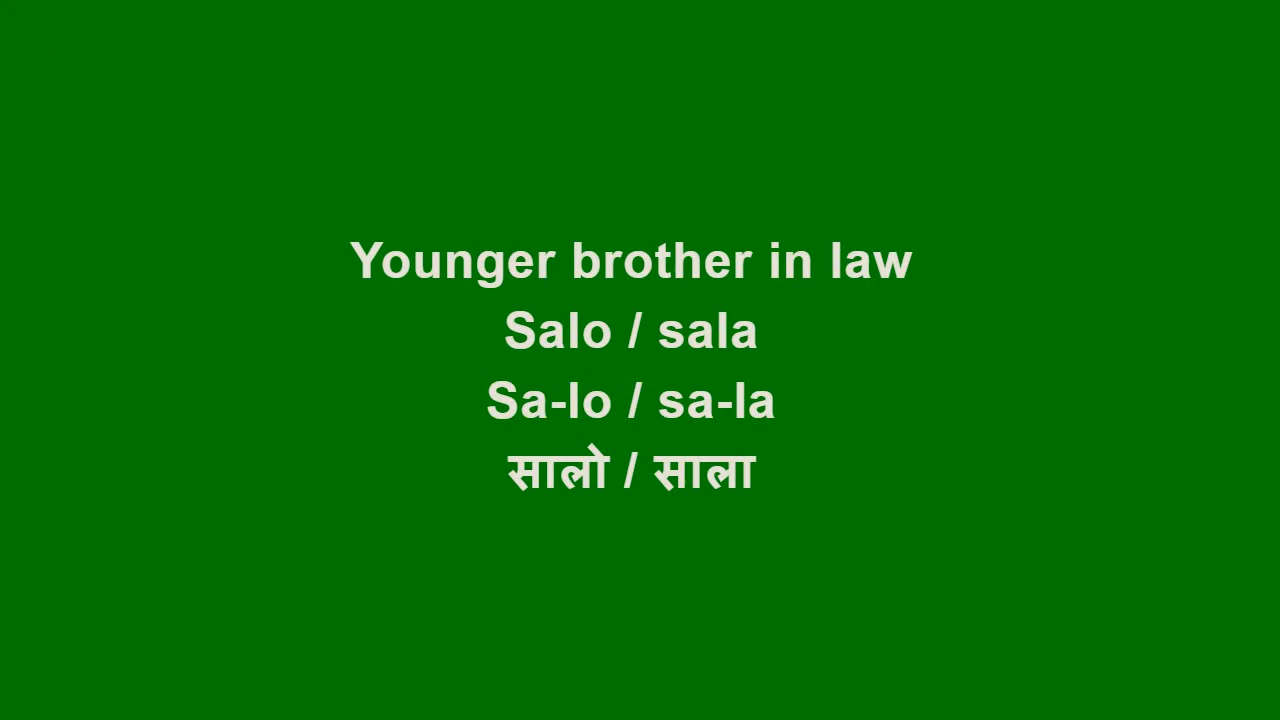 Younger brother in law
Salo / sala
Sa-lo / sa-la
सालो / साला